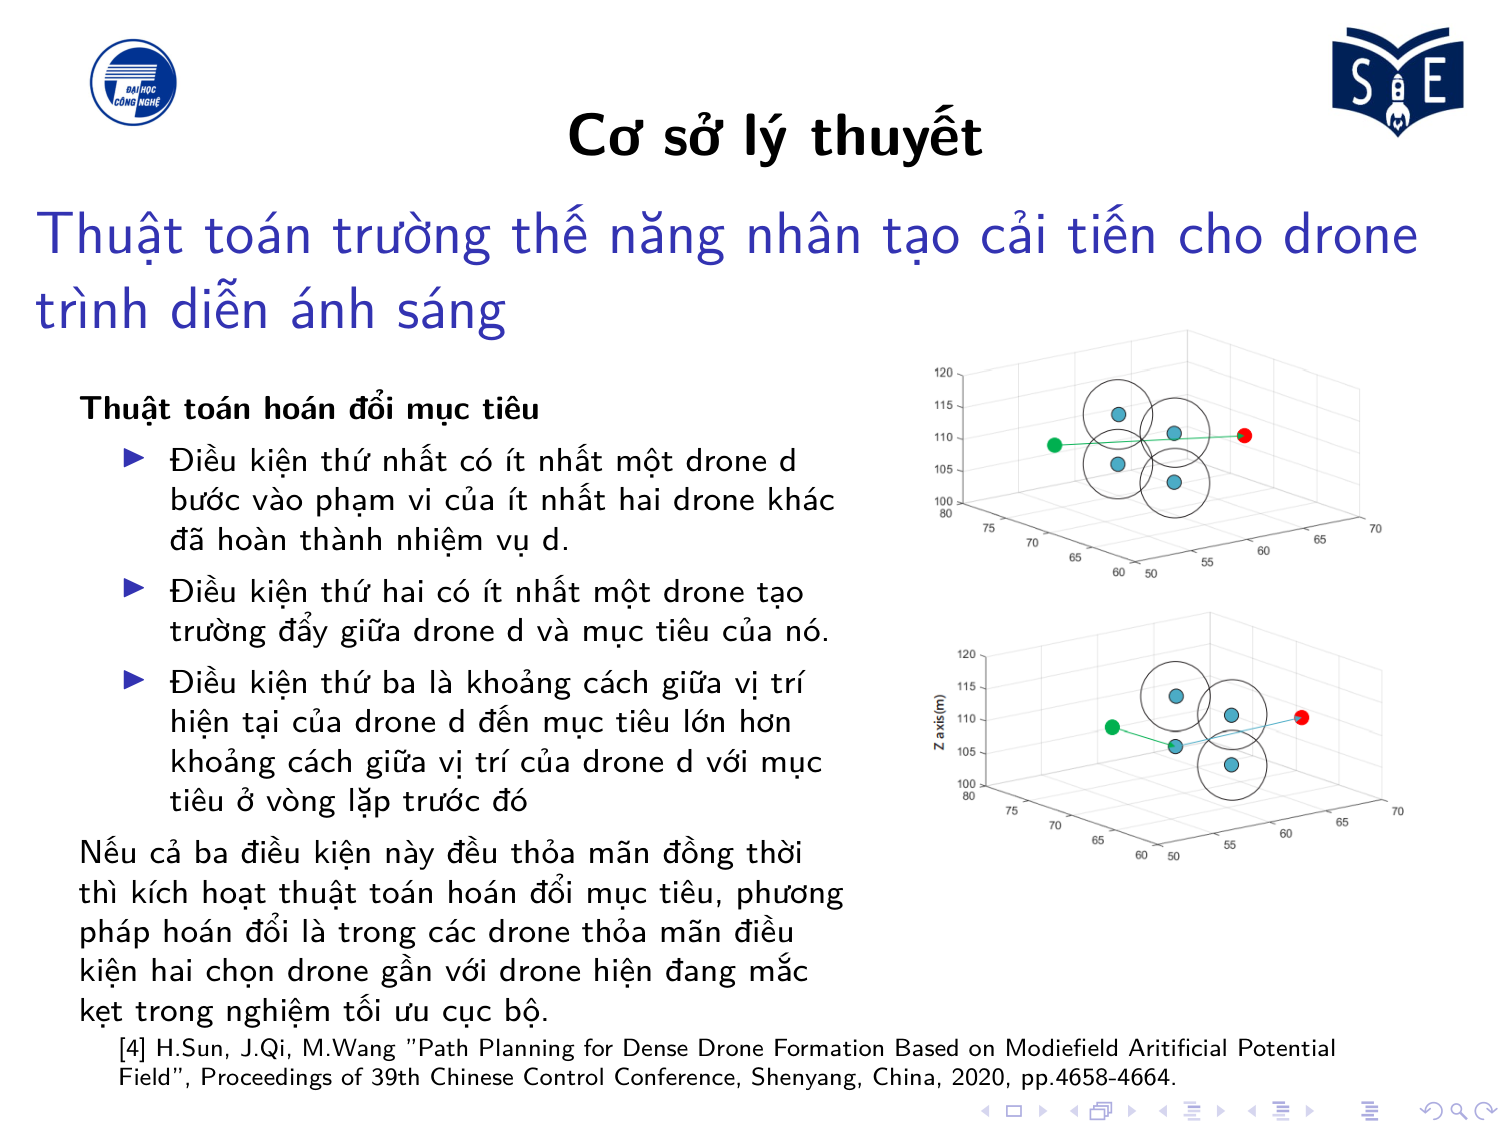 ĐẠI HỌC
CÔNG NGHỆ
S E
Cơ sở lý thuyết
Thuật toán trường thế năng nhân tạo cải tiến cho drone
trình diễn ánh sáng
Thuật toán hoán đổi mục tiêu
Điều kiện thứ nhất có ít nhất một drone d
bước vào phạm vi của ít nhất hai drone khác
đã hoàn thành nhiệm vụ d.
Điều kiện thứ hai có ít nhất một drone tạo
trường đẩy giữa drone d và mục tiêu của nó.
Điều kiện thứ ba là khoảng cách giữa vị trí
hiện tại của drone d đến mục tiêu lớn hơn
khoảng cách giữa vị trí của drone d với mục
tiêu ở vòng lặp trước đó
Nếu cả ba điều kiện này đều thỏa mãn đồng thời
thì kích hoạt thuật toán hoán đổi mục tiêu, phương
pháp hoán đổi là trong các drone thỏa mãn điều
kiện hai chọn drone gần với drone hiện đang mắc
kẹt trong nghiệm tối ưu cục bộ.
120
115
110
105
100
80
75
70
65
60
50
55
60
65
70
Z axis(m)
120
115
110
105
100
80
75
70
65
60
50
55
60
65
70
[4] H.Sun, J.Qi, M.Wang ”Path Planning for Dense Drone Formation Based on Modiefield Aritificial Potential
Field”, Proceedings of 39th Chinese Control Conference, Shenyang, China, 2020, pp.4658-4664.